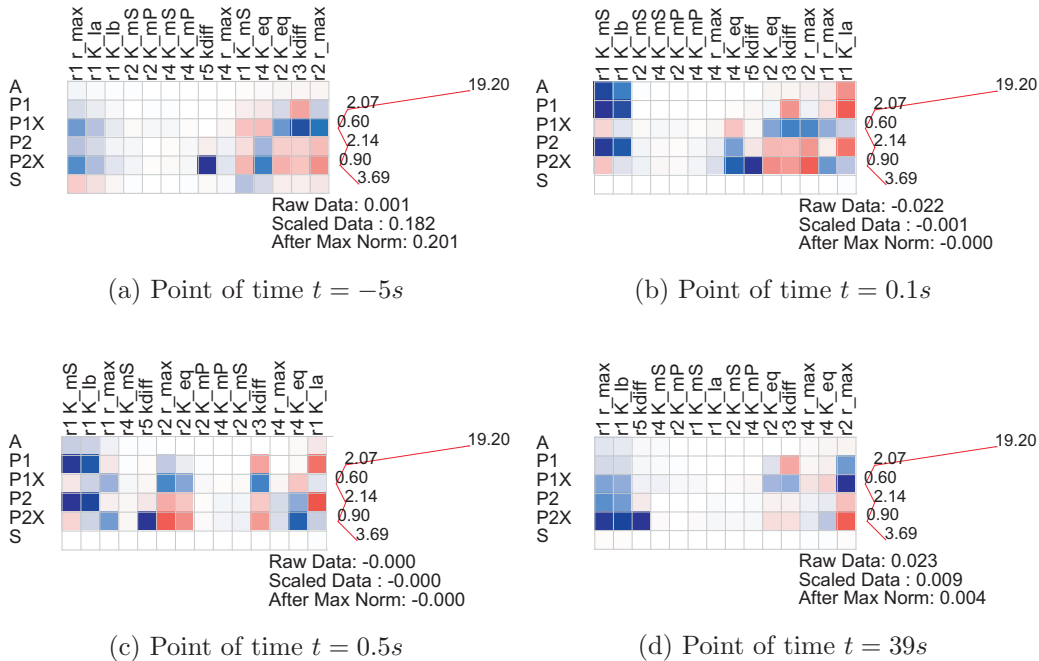 r1 r_max
r1 K_Ia
r1 K_Ib
r2 K_mS
r2 K_mP
r4 K_mS
r4 K_mP
r5 kdiff
r4 r_max
r1 K_mS
r4 K_eq
r2 K_eq
r3 kdiff
r2 r_max
A
P1
P1X
P2
P2X
S
19.20
2.07
0.60
2.14
0.90
3.69
Raw Data: 0.001
Scaled Data : 0.182
After Max Norm: 0.201
(a) Point of time t = −5s
r1 K_mS
r1 K_Ib
r2 K_mS
r2 K_mP
r4 K_mP
r4 K_mS
r4 r_max
r4 K_eq
r5 kdiff
r2 K_eq
r3 kdiff
r2 r_max
r1 r_max
r1 K_Ia
A
P1
P1X
P2
P2X
S
19.20
2.07
0.60
2.14
0.90
3.69
Raw Data: -0.022
Scaled Data : -0.001
After Max Norm: -0.000
(b) Point of time t = 0.1s
r1 K_mS
r1 K_Ib
r1 r_max
r4 K_mS
r5 kdiff
r2 r_max
r2 K_eq
r2 K_mP
r4 K_mP
r2 K_mS
r3 kdiff
r4 r_max
r4 K_eq
r1 K_Ia
A
P1
P1X
P2
P2X
S
19.20
2.07
0.60
2.14
0.90
3.69
Raw Data: -0.000
Scaled Data : -0.000
After Max Norm: -0.000
(c) Point of time t = 0.5s
r1 r_max
r1 K_Ib
r5 kdiff
r4 K_mS
r4 K_mP
r2 K_mP
r1 K_mS
r1 K_Ia
r2 K_mS
r2 K_eq
r3 kdiff
r4 r_max
r4 K_eq
r2 r_max
A
P1
P1X
P2
P2X
S
19.20
2.07
0.60
2.14
0.90
3.69
Raw Data: 0.023
Scaled Data : 0.009
After Max Norm: 0.004
(d) Point of time t = 39s